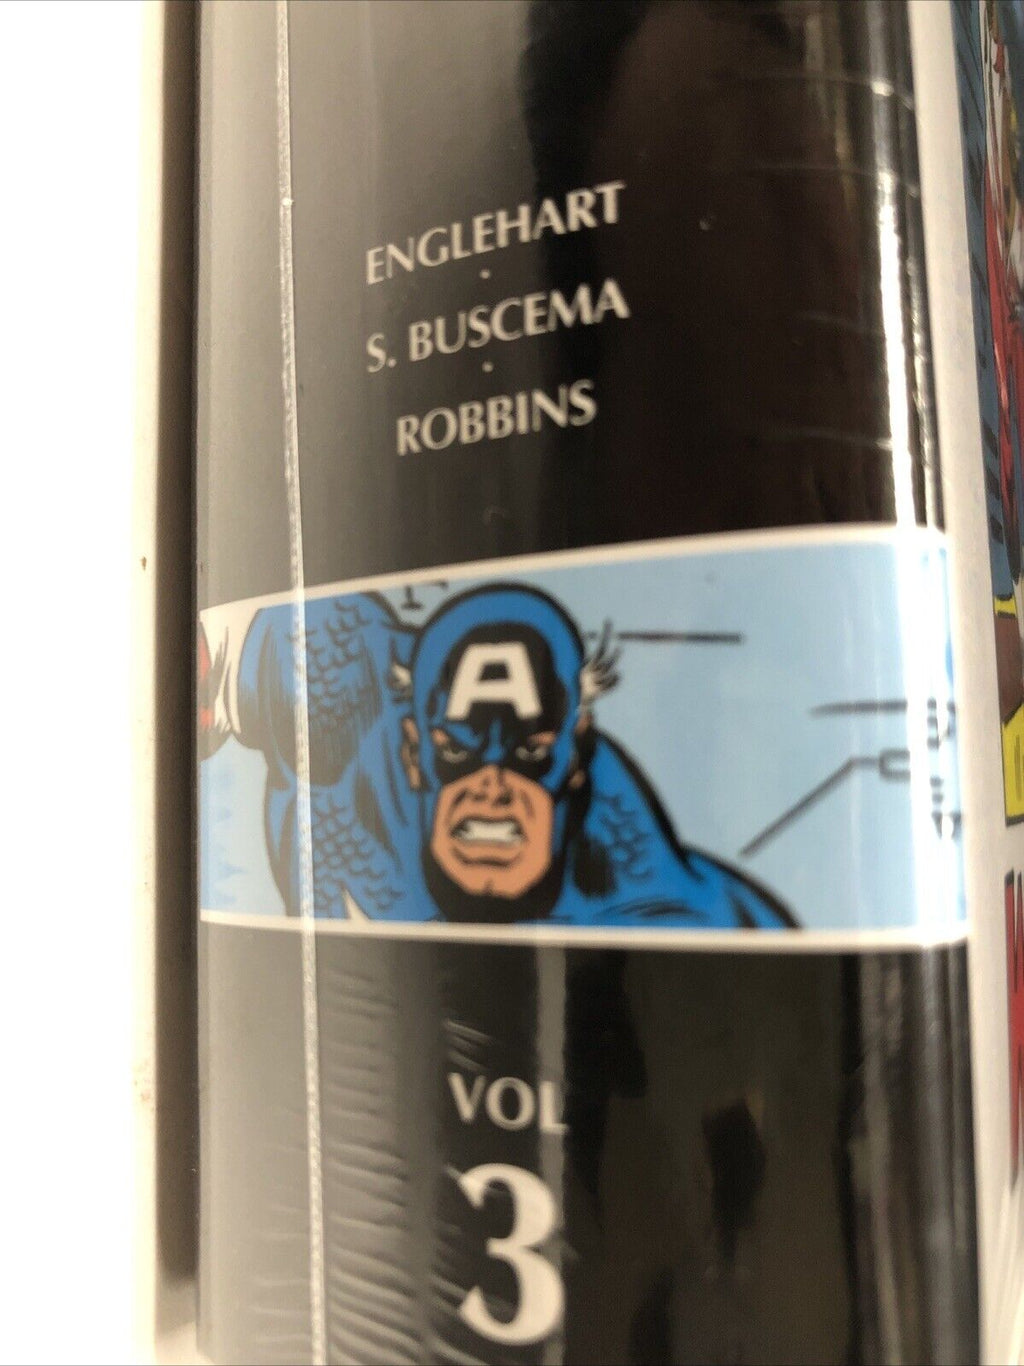 ENGLEHART
S. BUSCEMA
ROBBINS
A
VOL
3